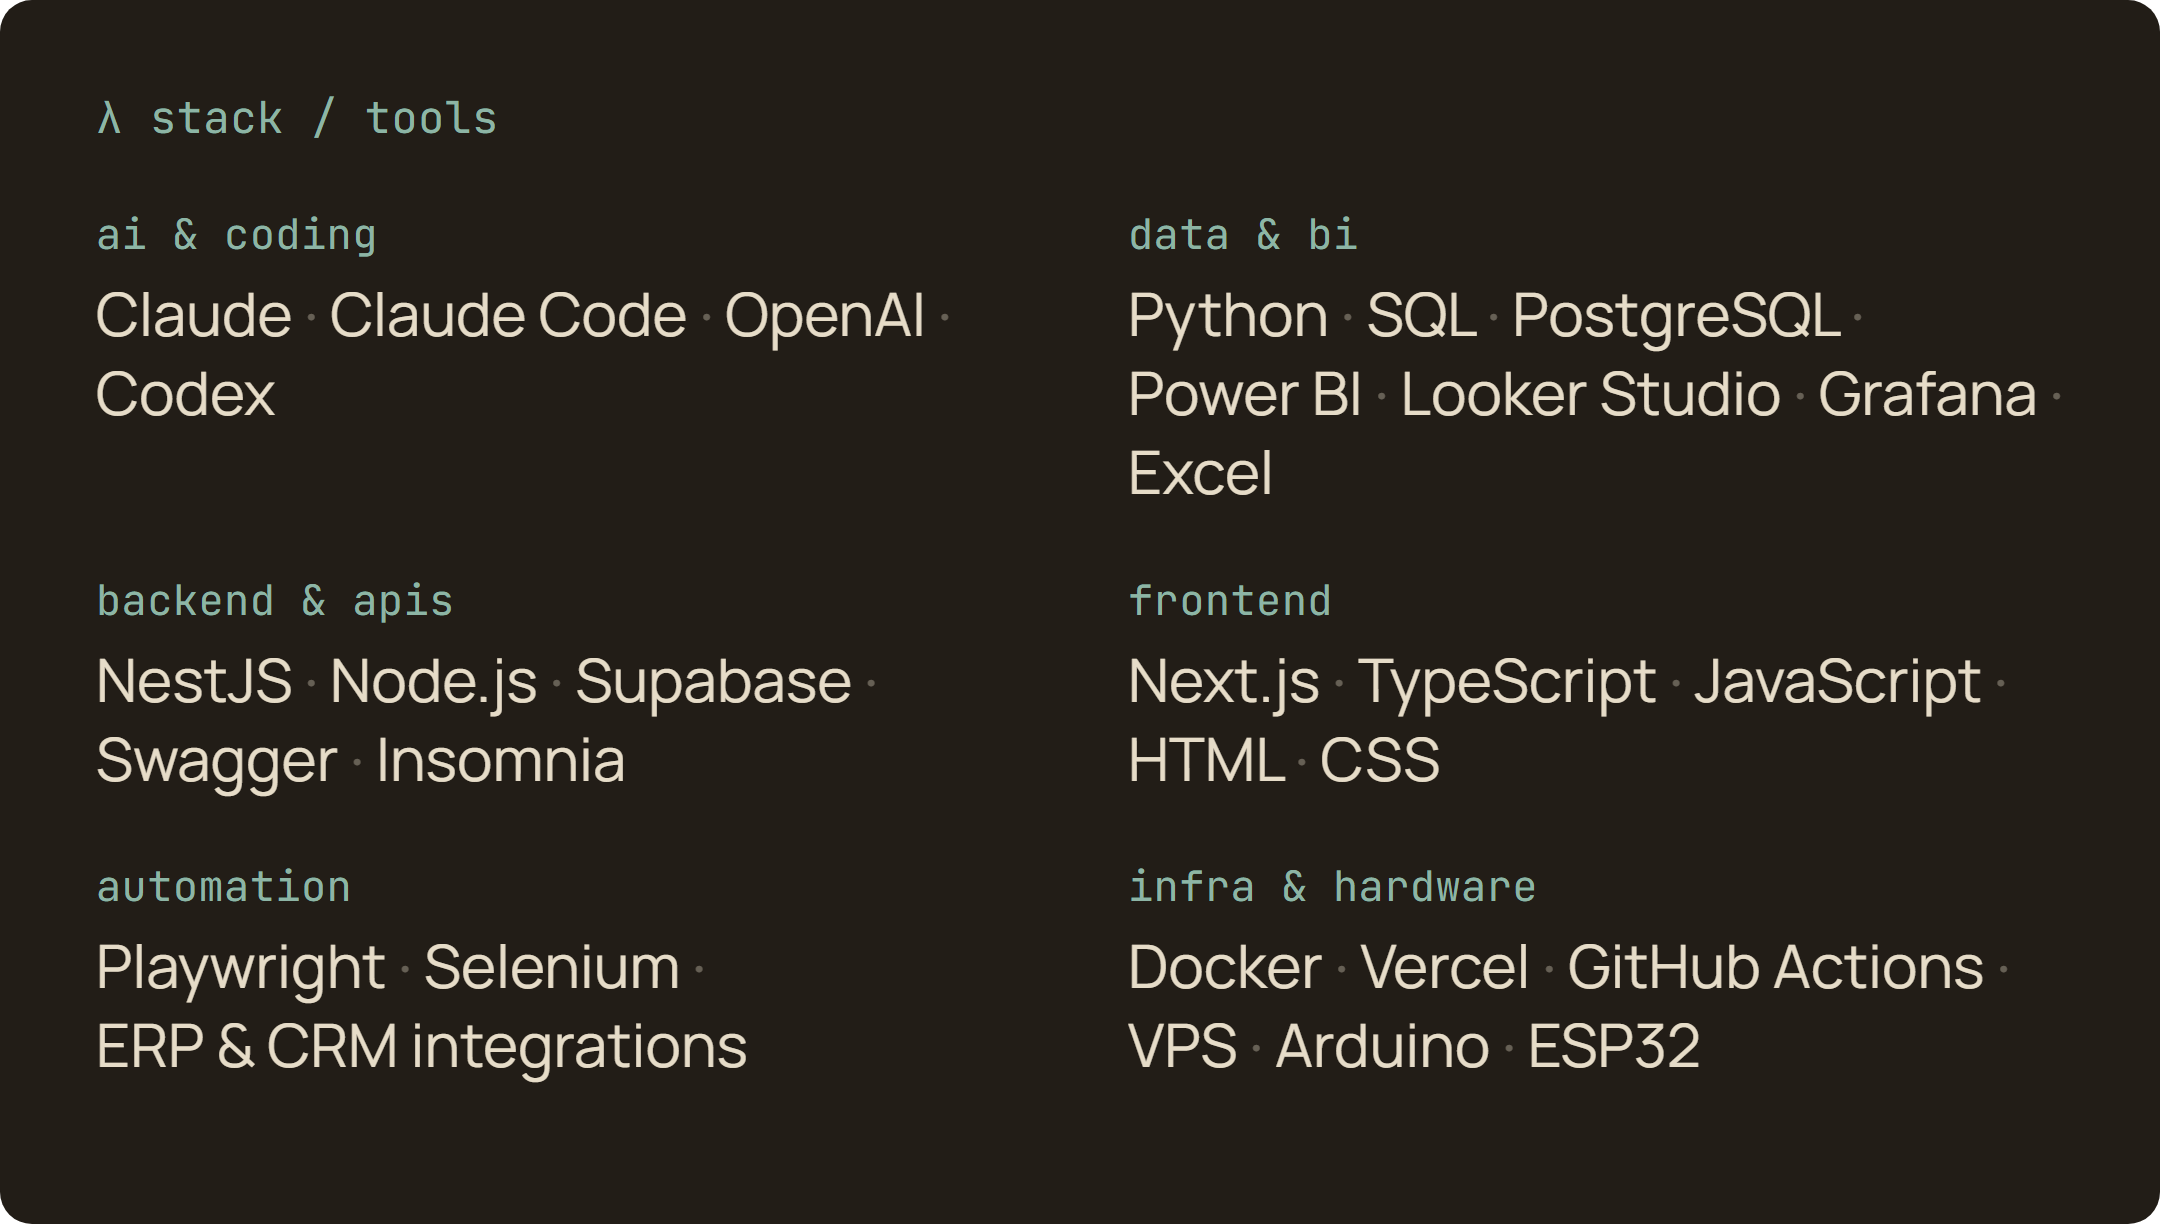 λ stack / tools
ai & coding
Claude · Claude Code · OpenAI ·
Codex
data & bi
Python · SQL · PostgreSQL ·
Power BI · Looker Studio · Grafana ·
Excel
backend & apis
NestJS · Node.js · Supabase ·
Swagger · Insomnia
frontend
Next.js · TypeScript · JavaScript ·
HTML · CSS
automation
Playwright · Selenium ·
ERP & CRM integrations
infra & hardware
Docker · Vercel · GitHub Actions ·
VPS · Arduino · ESP32